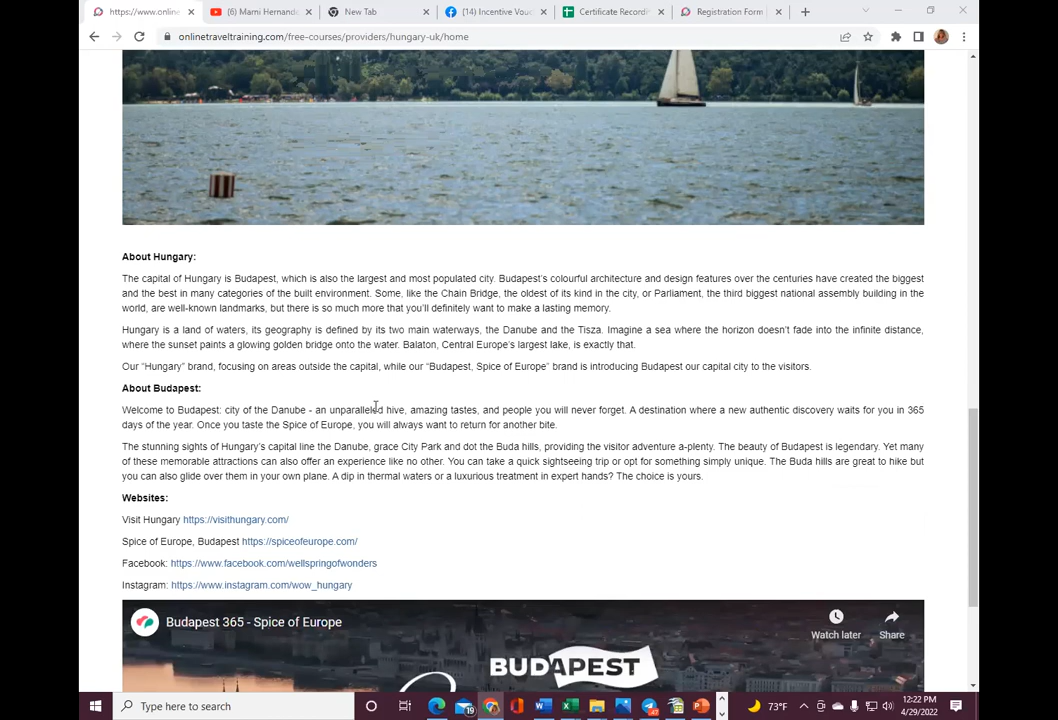 https://www.online
(6) Marni Hernando
New Tab
(14) Incentive Vou
Certificate Record
Registration Form
onlinetraveltraining.com/free-courses/providers/hungary-uk/home
About Hungary:
The capital of Hungary is Budapest, which is also the largest and most populated city. Budapest's colourful architecture and design features over the centuries have created the biggest
and the best in many categories of the built environment. Some, like the Chain Bridge, the oldest of its kind in the city, or Parliament, the third biggest national assembly building in the
world, are well-known landmarks, but there is so much more that you'll definitely want to make a lasting memory.
Hungary is a land of waters, its geography is defined by its two main waterways, the Danube and the Tisza. Imagine a sea where the horizon doesn't fade into the infinite distance,
where the sunset paints a glowing golden bridge onto the water. Balaton, Central Europe's largest lake, is exactly that.
Our "Hungary" brand, focusing on areas outside the capital, while our "Budapest, Spice of Europe" brand is introducing Budapest our capital city to the visitors.
About Budapest:
Welcome to Budapest: city of the Danube - an unparalleled hive, amazing tastes, and people you will never forget. A destination where a new authentic discovery waits for you in 365
days of the year. Once you taste the Spice of Europe, you will always want to return for another bite.
The stunning sights of Hungary's capital line the Danube, grace City Park and dot the Buda hills, providing the visitor adventure a-plenty. The beauty of Budapest is legendary. Yet many
of these memorable attractions can also offer an experience like no other. You can take a quick sightseeing trip or opt for something simply unique. The Buda hills are great to hike but
you can also glide over them in your own plane. A dip in thermal waters or a luxurious treatment in expert hands? The choice is yours.
Websites:
Visit Hungary https://visithungary.com/
Spice of Europe, Budapest https://spiceofeurope.com/
Facebook: https://www.facebook.com/wellspringofwonders
Instagram: https://www.instagram.com/wow_hungary
Budapest 365 - Spice of Europe
Watch later
Share
BUDAPEST
Type here to search
73°F
12:22 PM
4/29/2022